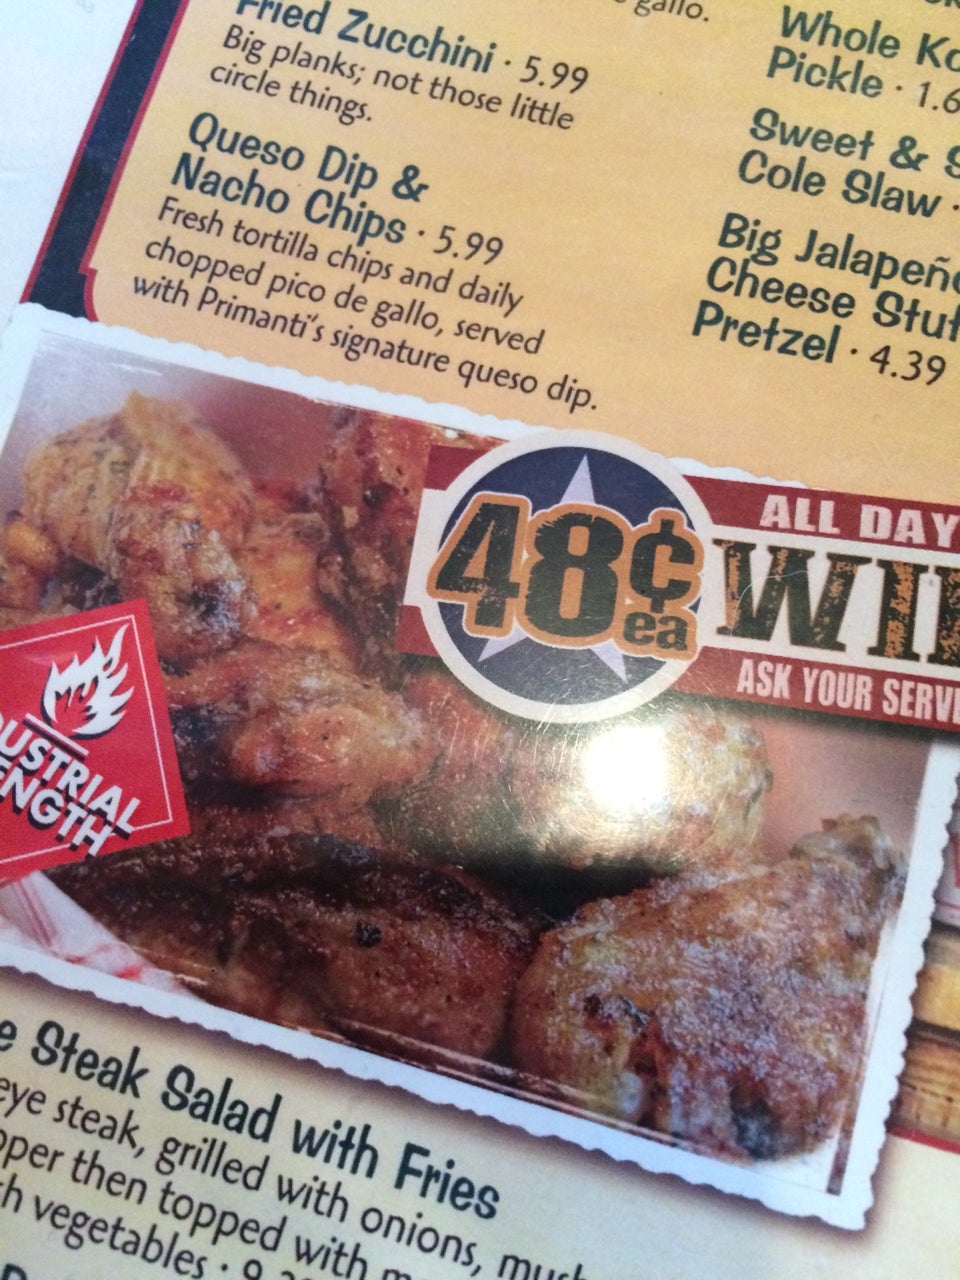 gallo.
Fried Zucchini · 5.99
Big planks; not those little
circle things.
Queso Dip &
Nacho Chips · 5.99
Fresh tortilla chips and daily
chopped pico de gallo, served
with Primanti's signature queso dip.
Whole
Pickle · 1.6
Sweet &
Cole Slaw ·
Big Jalapeño
Cheese
Pretzel · 4.39
48¢
ea
ALL DAY
ASK YOUR
Steak Salad with Fries
steak, grilled with onions,
then topped with
vegetables ·